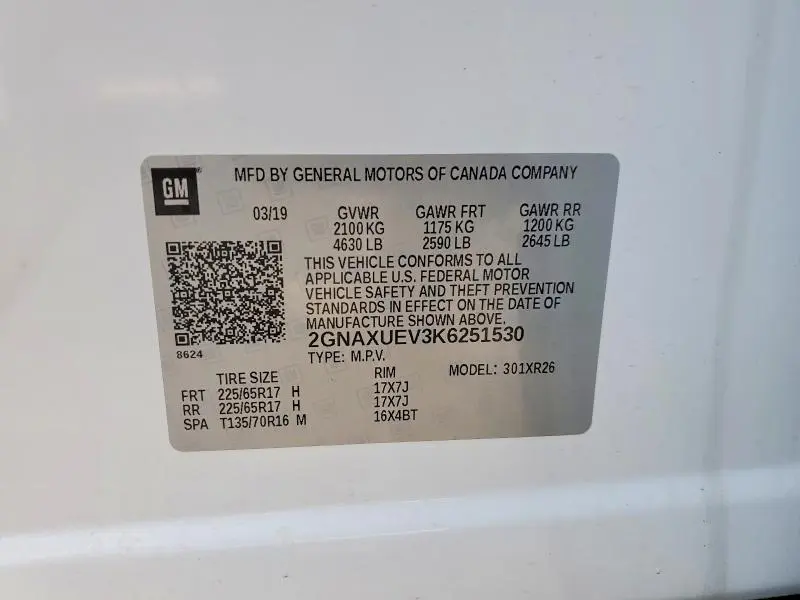 GM
MFD BY GENERAL MOTORS OF CANADA COMPANY
03/19 GVWR GAWR FRT GAWR RR
2100 KG 1175 KG 1200 KG
4630 LB 2590 LB 2645 LB
THIS VEHICLE CONFORMS TO ALL
APPLICABLE U.S. FEDERAL MOTOR
VEHICLE SAFETY AND THEFT PREVENTION
STANDARDS IN EFFECT ON THE DATE OF
MANUFACTURE SHOWN ABOVE.
2GNAXUEV3K6251530
8624
TYPE: M.P.V.
TIRE SIZE RIM MODEL: 301XR26
FRT 225/65R17 H 17X7J
RR 225/65R17 H 17X7J
SPA T135/70R16 M 16X4BT